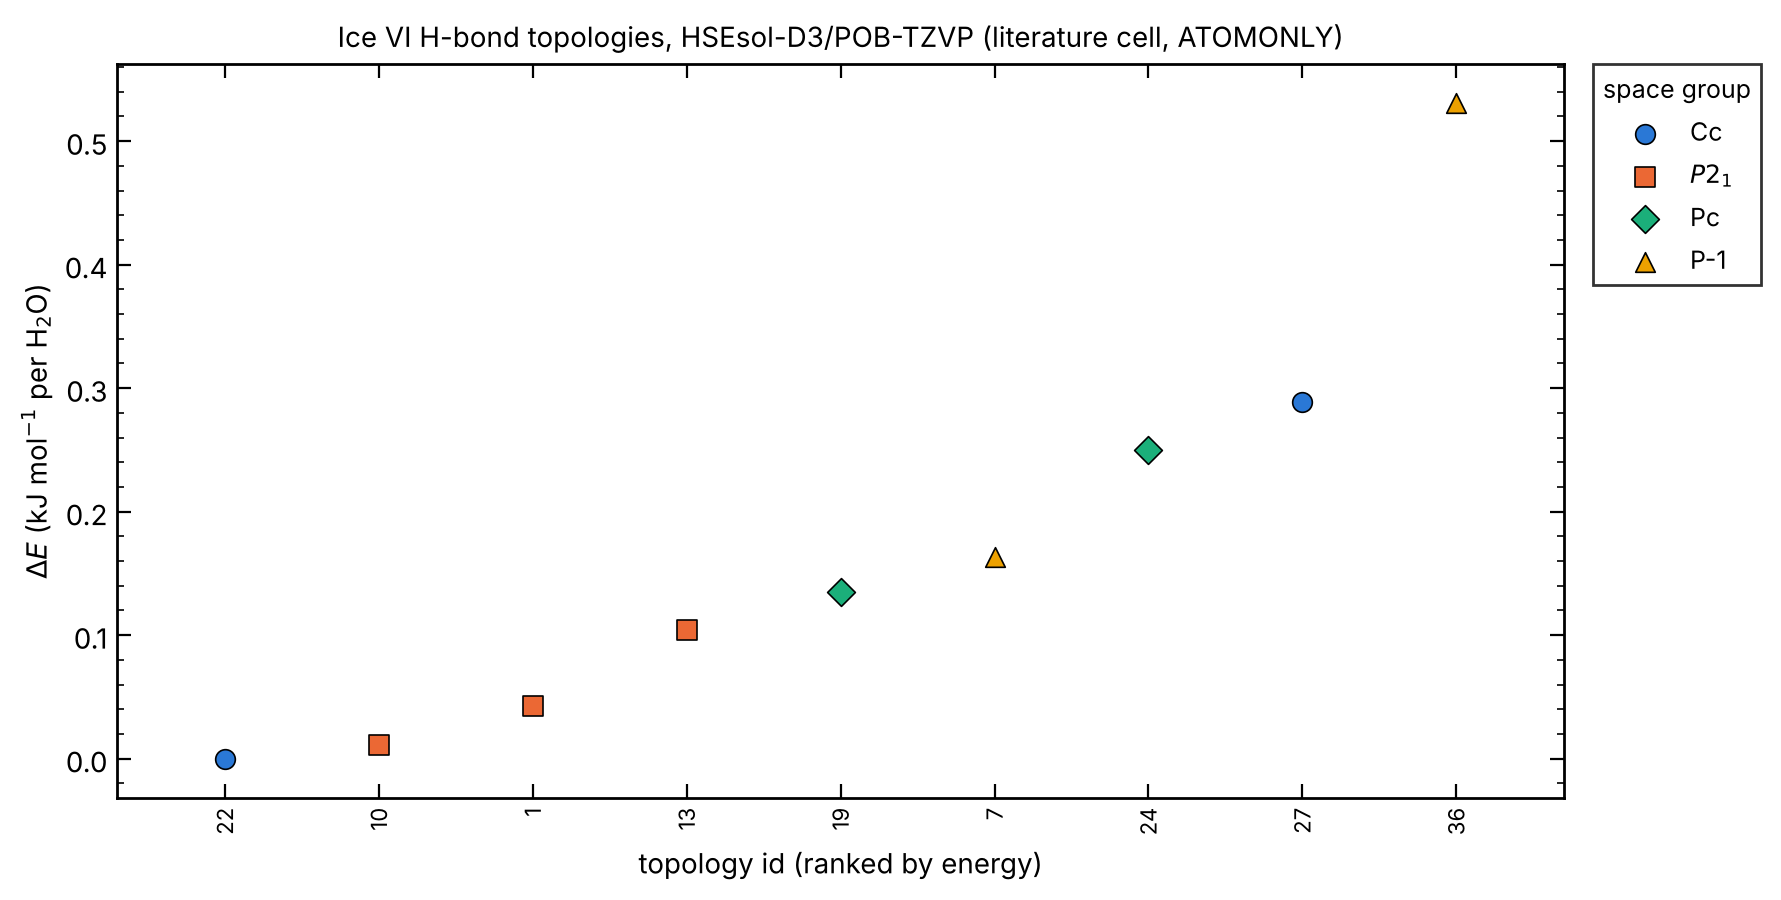 Ice VI H-bond topologies, HSEsol-D3/POB-TZVP (literature cell, ATOMONLY)
space group
Cc
P2₁
Pc
P-1
ΔE (kJ mol⁻¹ per H₂O)
0.5
0.4
0.3
0.2
0.1
0.0
22 10 1 13 19 7 24 27 36
topology id (ranked by energy)